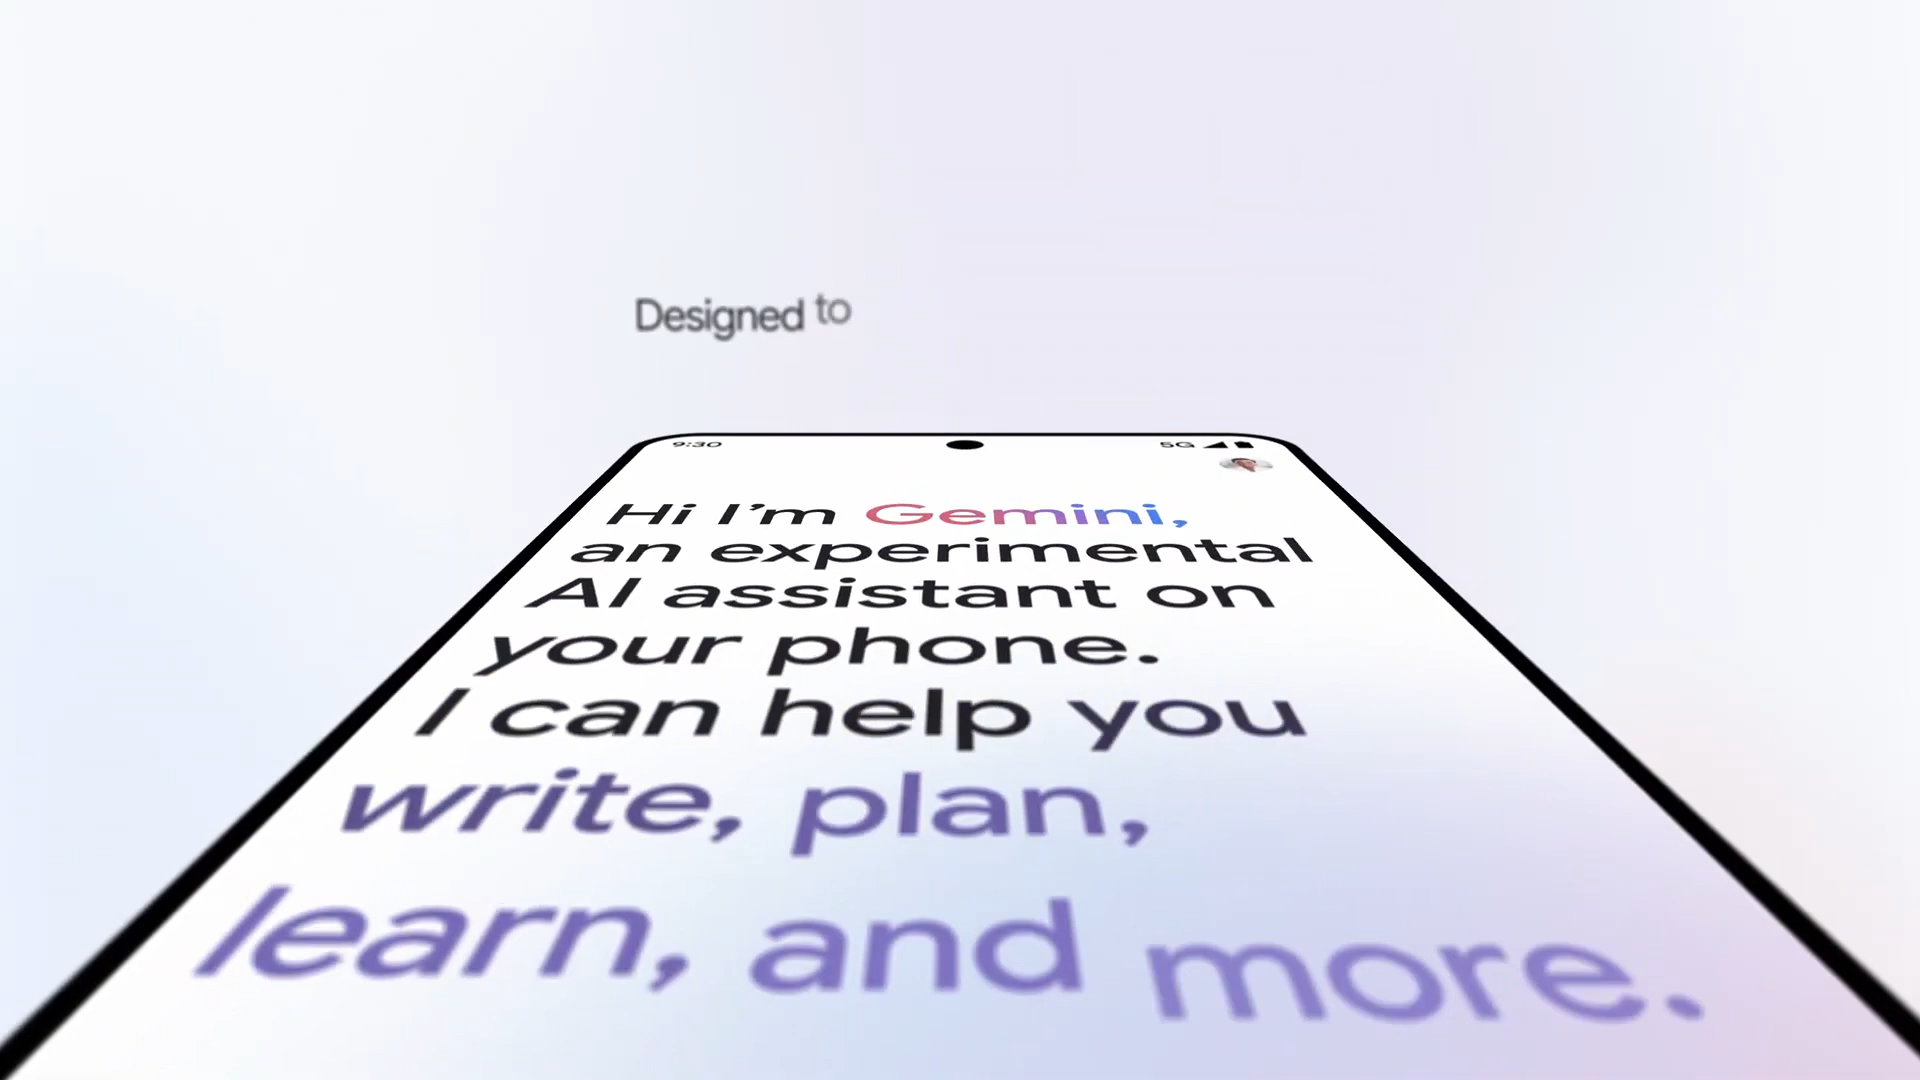 Designed to
9:30
5G
Hi I'm Gemini,
an experimental
AI assistant on
your phone.
I can help you
write, plan,
learn, and more.